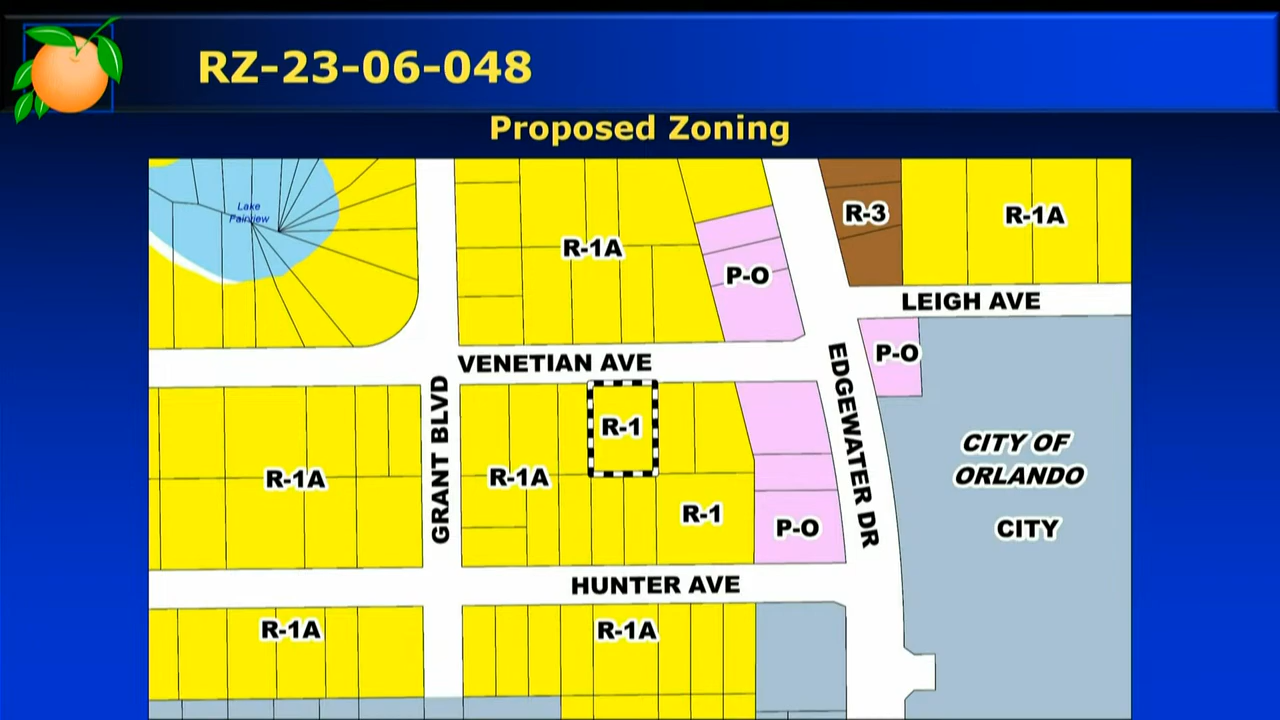 RZ-23-06-048
Proposed Zoning
Lake
Fairview
R-1A
P-O
R-3
R-1A
LEIGH AVE
VENETIAN AVE
P-O
EDGEWATER DR
GRANT BLVD
R-1
R-1A
R-1A
R-1
P-O
CITY OF
ORLANDO
CITY
HUNTER AVE
R-1A
R-1A